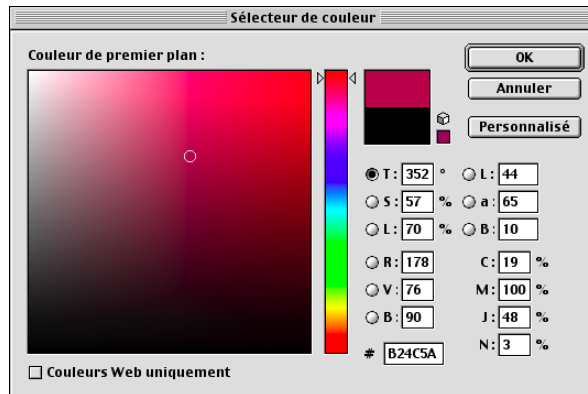 Sélecteur de couleur
Couleur de premier plan :
OK
Annuler
Personnalisé
T: 352 °
S: 57 %
L: 70 %
L: 44
a: 65
B: 10
R: 178
V: 76
B: 90
# B24C5A
C: 19 %
M: 100 %
J: 48 %
N: 3 %
Couleurs Web uniquement